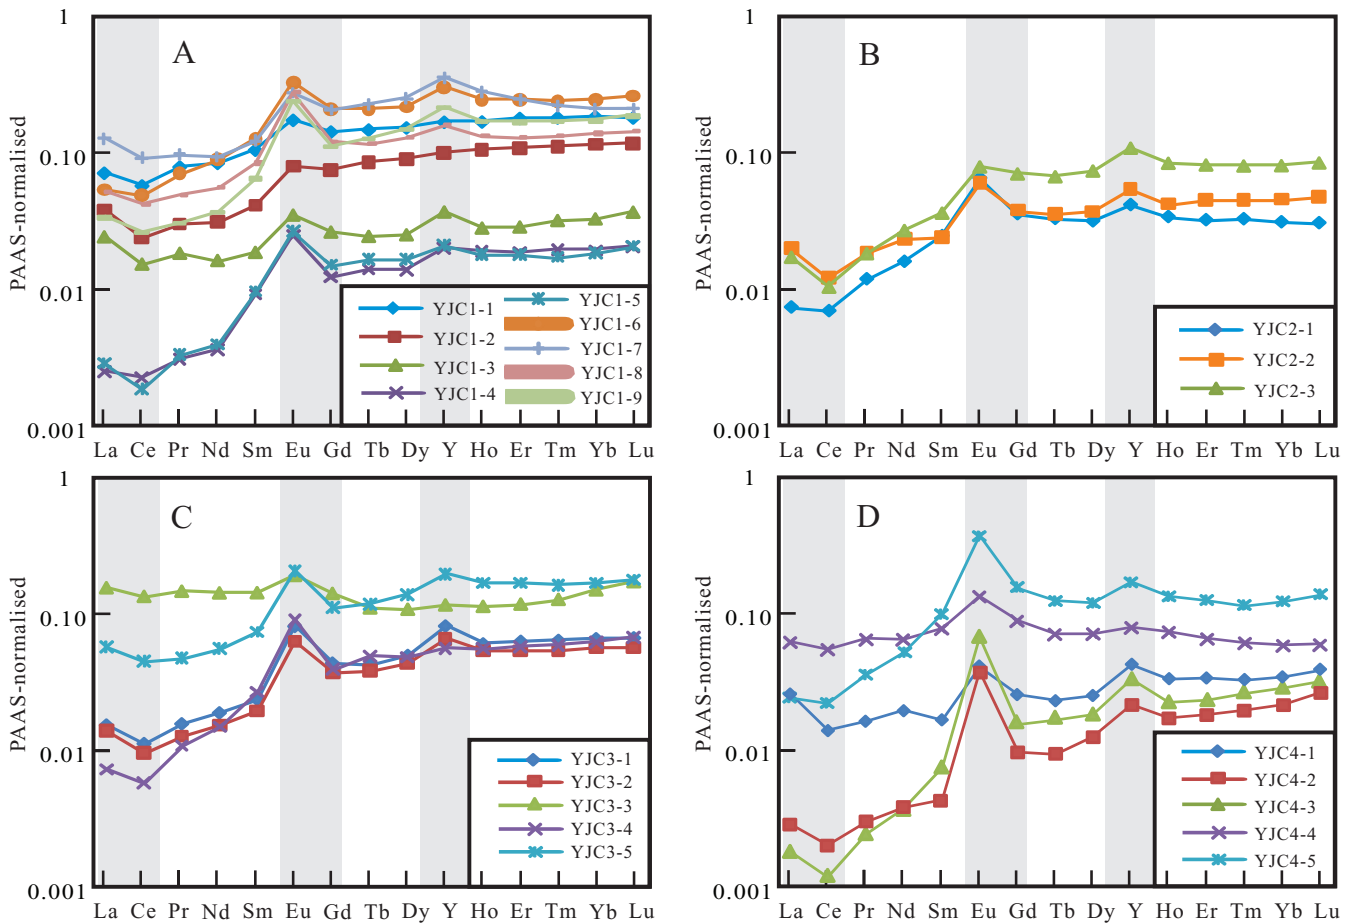 1
A
0.10
0.01
0.001
PAAS-normalised
YJC1-1
YJC1-2
YJC1-3
YJC1-4
YJC1-5
YJC1-6
YJC1-7
YJC1-8
YJC1-9
La Ce Pr Nd Sm Eu Gd Tb Dy Y Ho Er Tm Yb Lu
1
B
0.10
0.01
0.001
PAAS-normalised
YJC2-1
YJC2-2
YJC2-3
La Ce Pr Nd Sm Eu Gd Tb Dy Y Ho Er Tm Yb Lu
1
C
0.10
0.01
0.001
PAAS-normalised
YJC3-1
YJC3-2
YJC3-3
YJC3-4
YJC3-5
La Ce Pr Nd Sm Eu Gd Tb Dy Y Ho Er Tm Yb Lu
1
D
0.10
0.01
0.001
PAAS-normalised
YJC4-1
YJC4-2
YJC4-3
YJC4-4
YJC4-5
La Ce Pr Nd Sm Eu Gd Tb Dy Y Ho Er Tm Yb Lu